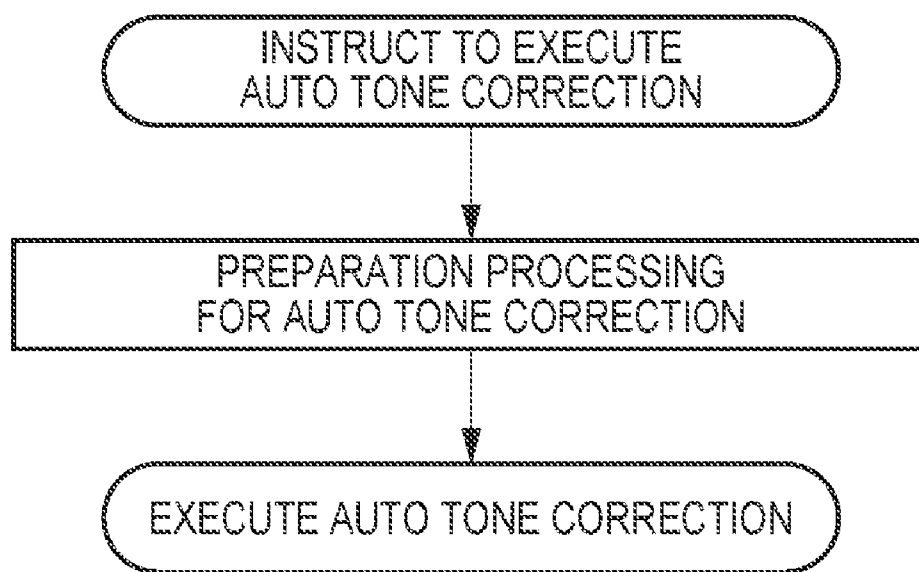 INSTRUCT TO EXECUTE
AUTO TONE CORRECTION
PREPARATION PROCESSING
FOR AUTO TONE CORRECTION
EXECUTE AUTO TONE CORRECTION